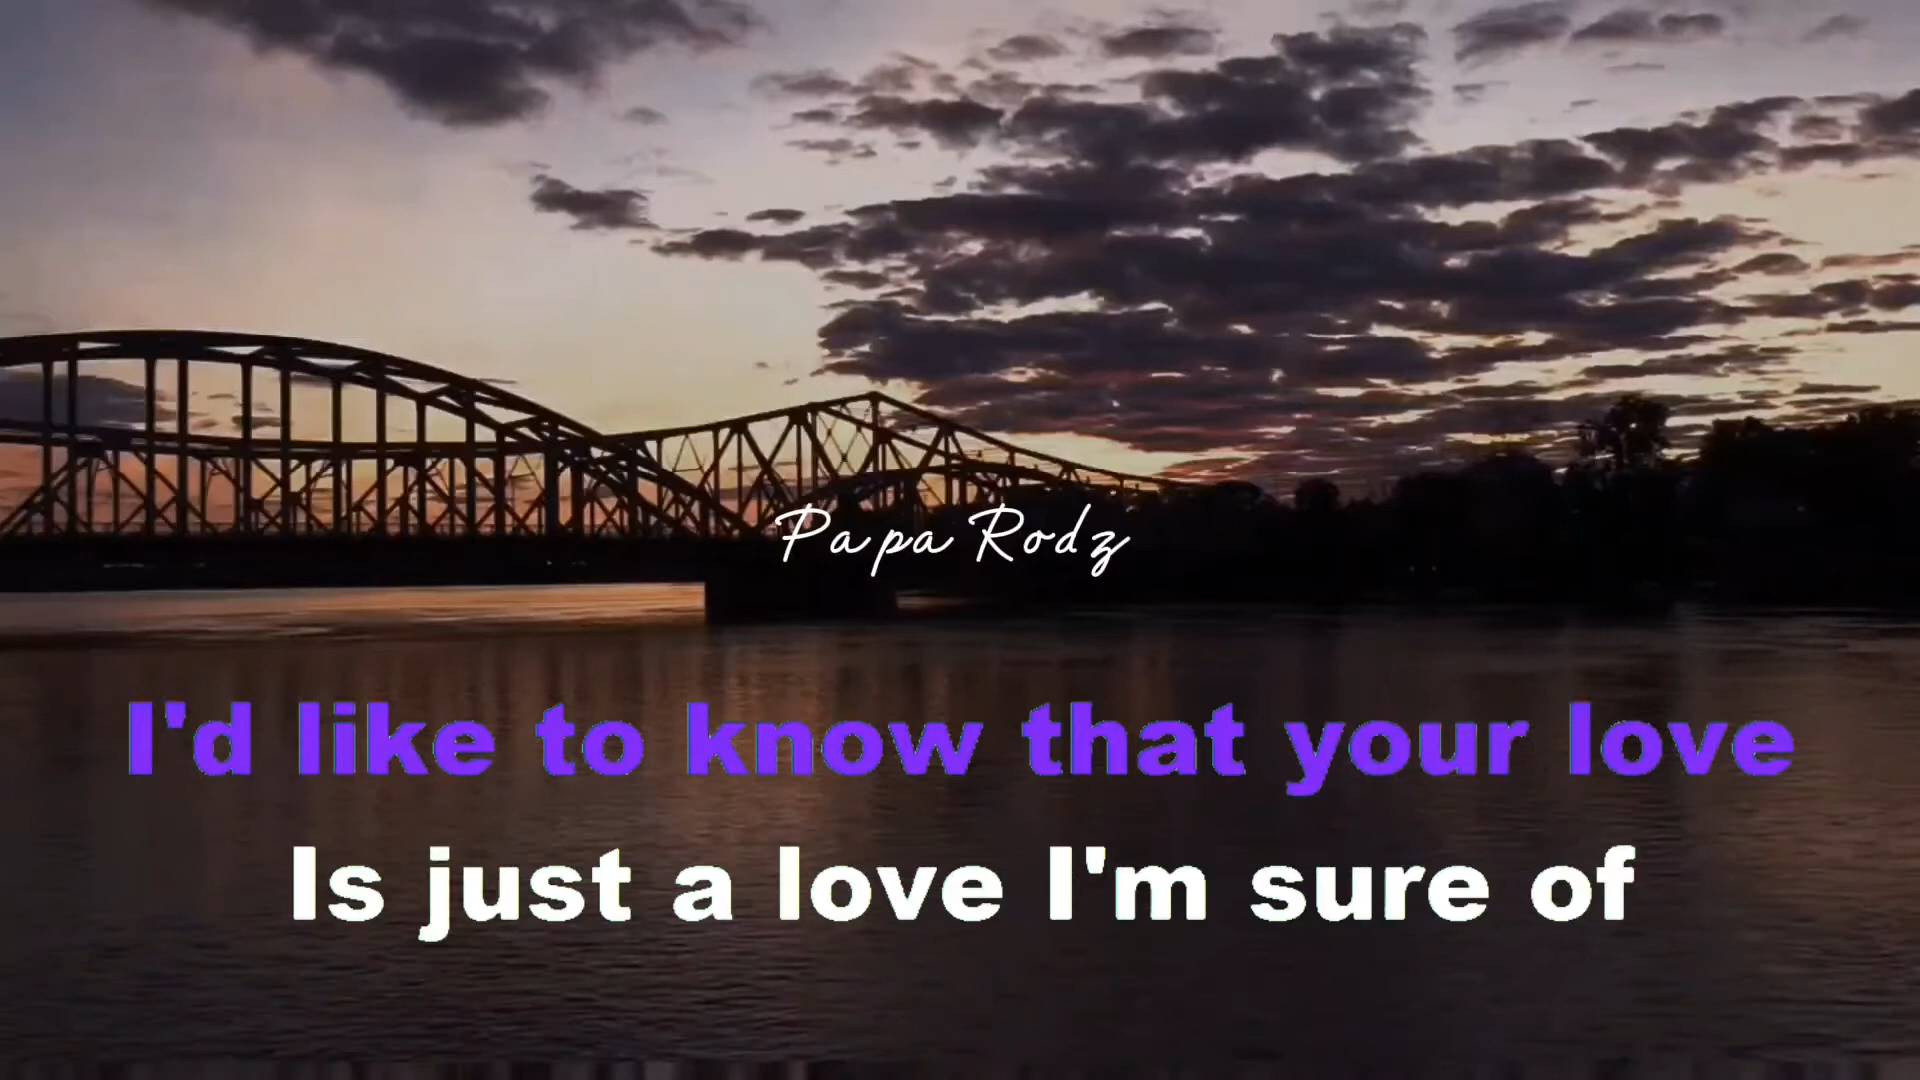 Papa Rodz
I'd like to know that your love
Is just a love I'm sure of